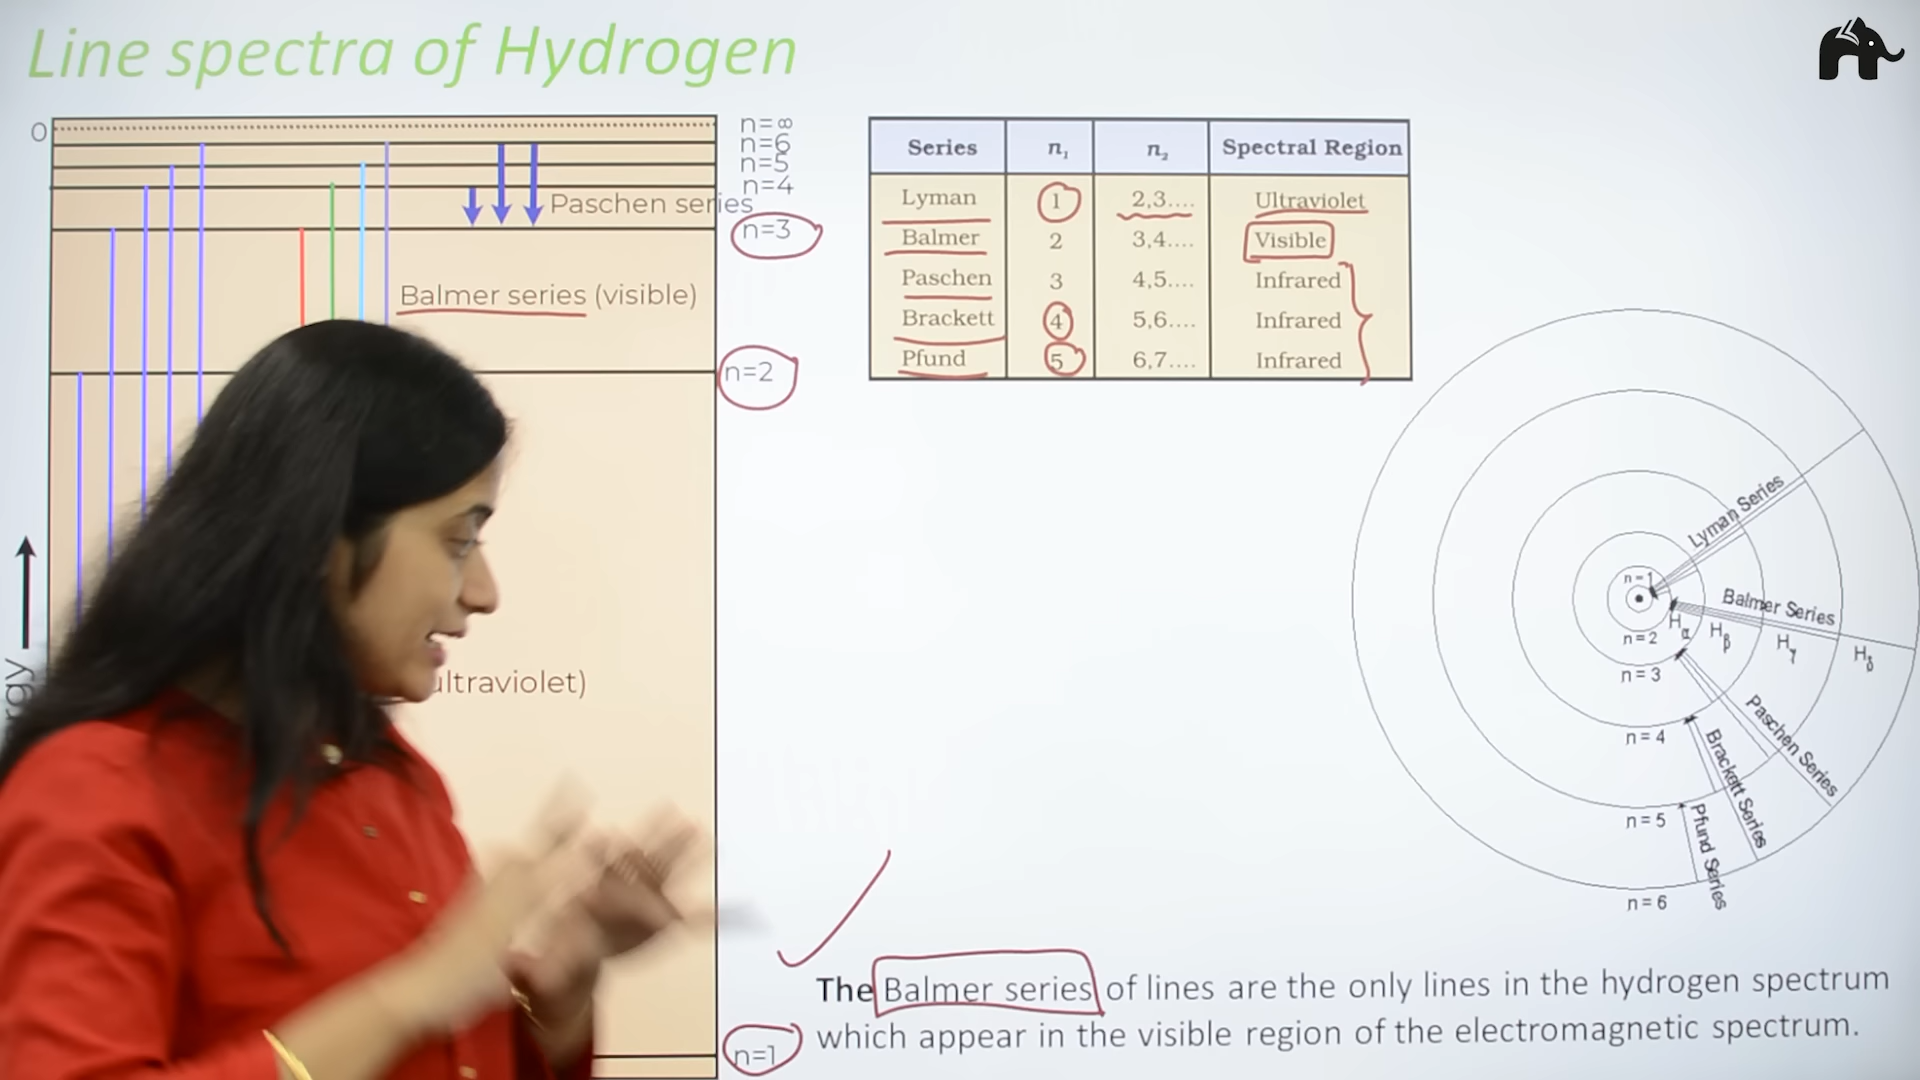 Line spectra of Hydrogen
0
n=∞
n=6
n=5
n=4
Paschen series
n=3
Balmer series (visible)
n=2
ltraviolet)
n=1
Series n₁ n₂ Spectral Region
Lyman 1 2,3.... Ultraviolet
Balmer 2 3,4.... Visible
Paschen 3 4,5.... Infrared
Brackett 4 5,6.... Infrared
Pfund 5 6,7.... Infrared
Lyman Series
n=1
Balmer Series
Hα Hβ Hγ Hδ
n=2
n=3
Paschen Series
n=4
Brackett Series
n=5
Pfund Series
n=6
The Balmer series of lines are the only lines in the hydrogen spectrum
which appear in the visible region of the electromagnetic spectrum.